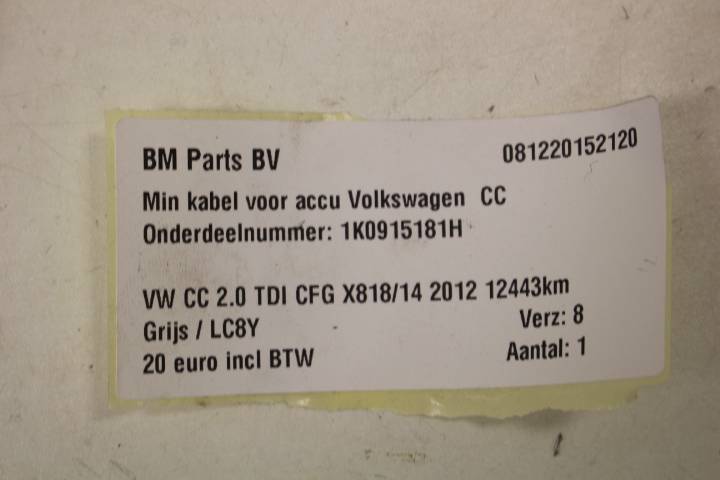 BM Parts BV 081220152120
Min kabel voor accu Volkswagen CC
Onderdeelnummer: 1K0915181H
VW CC 2.0 TDI CFG X818/14 2012 12443km
Grijs / LC8Y Verz: 8
20 euro incl BTW Aantal: 1